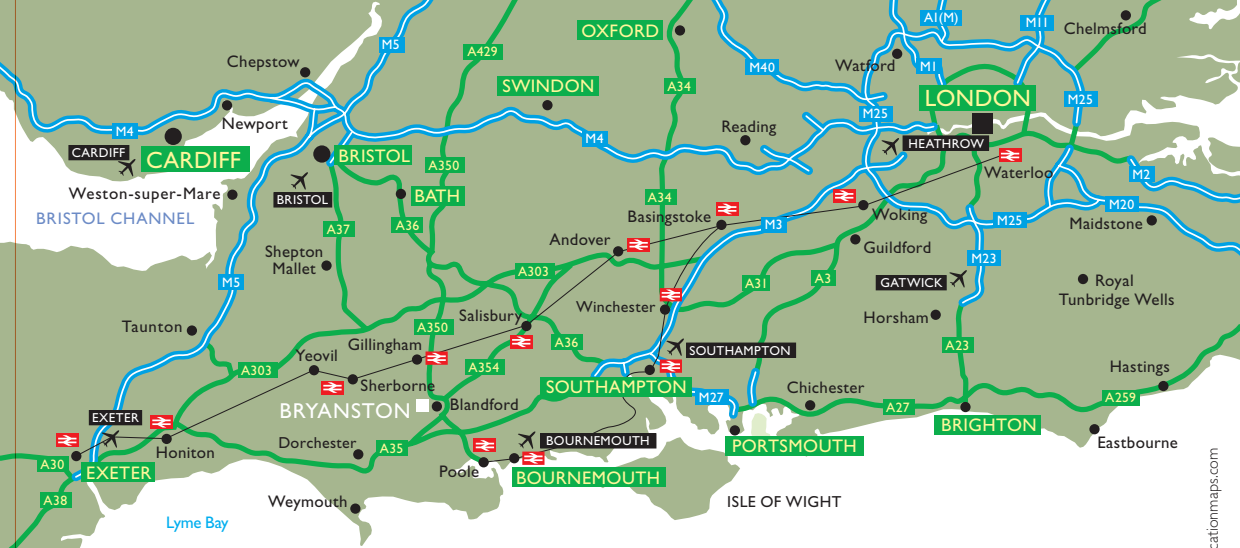 A1(M)
M11
Chelmsford
M5
A429
OXFORD
Chepstow
Watford
M40
M1
SWINDON
A34
LONDON
M25
M25
Newport
M4
Reading
M4
HEATHROW
CARDIFF
CARDIFF
BRISTOL
A350
Waterloo
M2
Weston-super-Mare
BRISTOL
BATH
A34
BRISTOL CHANNEL
Basingstoke
M3
Woking
M25
M20
Maidstone
A37
A36
Andover
Guildford
Shepton
Mallet
A303
M23
M5
A31
A3
GATWICK
Royal
Tunbridge Wells
Winchester
Salisbury
Horsham
Taunton
A350
Gillingham
A36
A23
Yeovil
SOUTHAMPTON
A303
A354
Hastings
Sherborne
SOUTHAMPTON
Chichester
M27
A259
BRYANSTON
Blandford
A27
EXETER
BRIGHTON
Dorchester
A35
BOURNEMOUTH
PORTSMOUTH
Eastbourne
Honiton
A30
EXETER
Poole
BOURNEMOUTH
A38
Weymouth
ISLE OF WIGHT
Lyme Bay
cationmaps.com